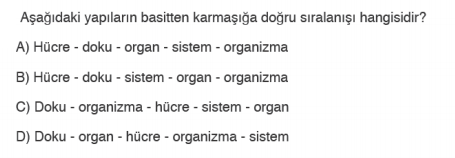 Aşağıdaki yapıların basitten karmaşığa doğru sıralanışı hangisidir?
A) Hücre - doku - organ - sistem - organizma
B) Hücre - doku - sistem - organ - organizma
C) Doku - organizma - hücre - sistem - organ
D) Doku - organ - hücre - organizma - sistem